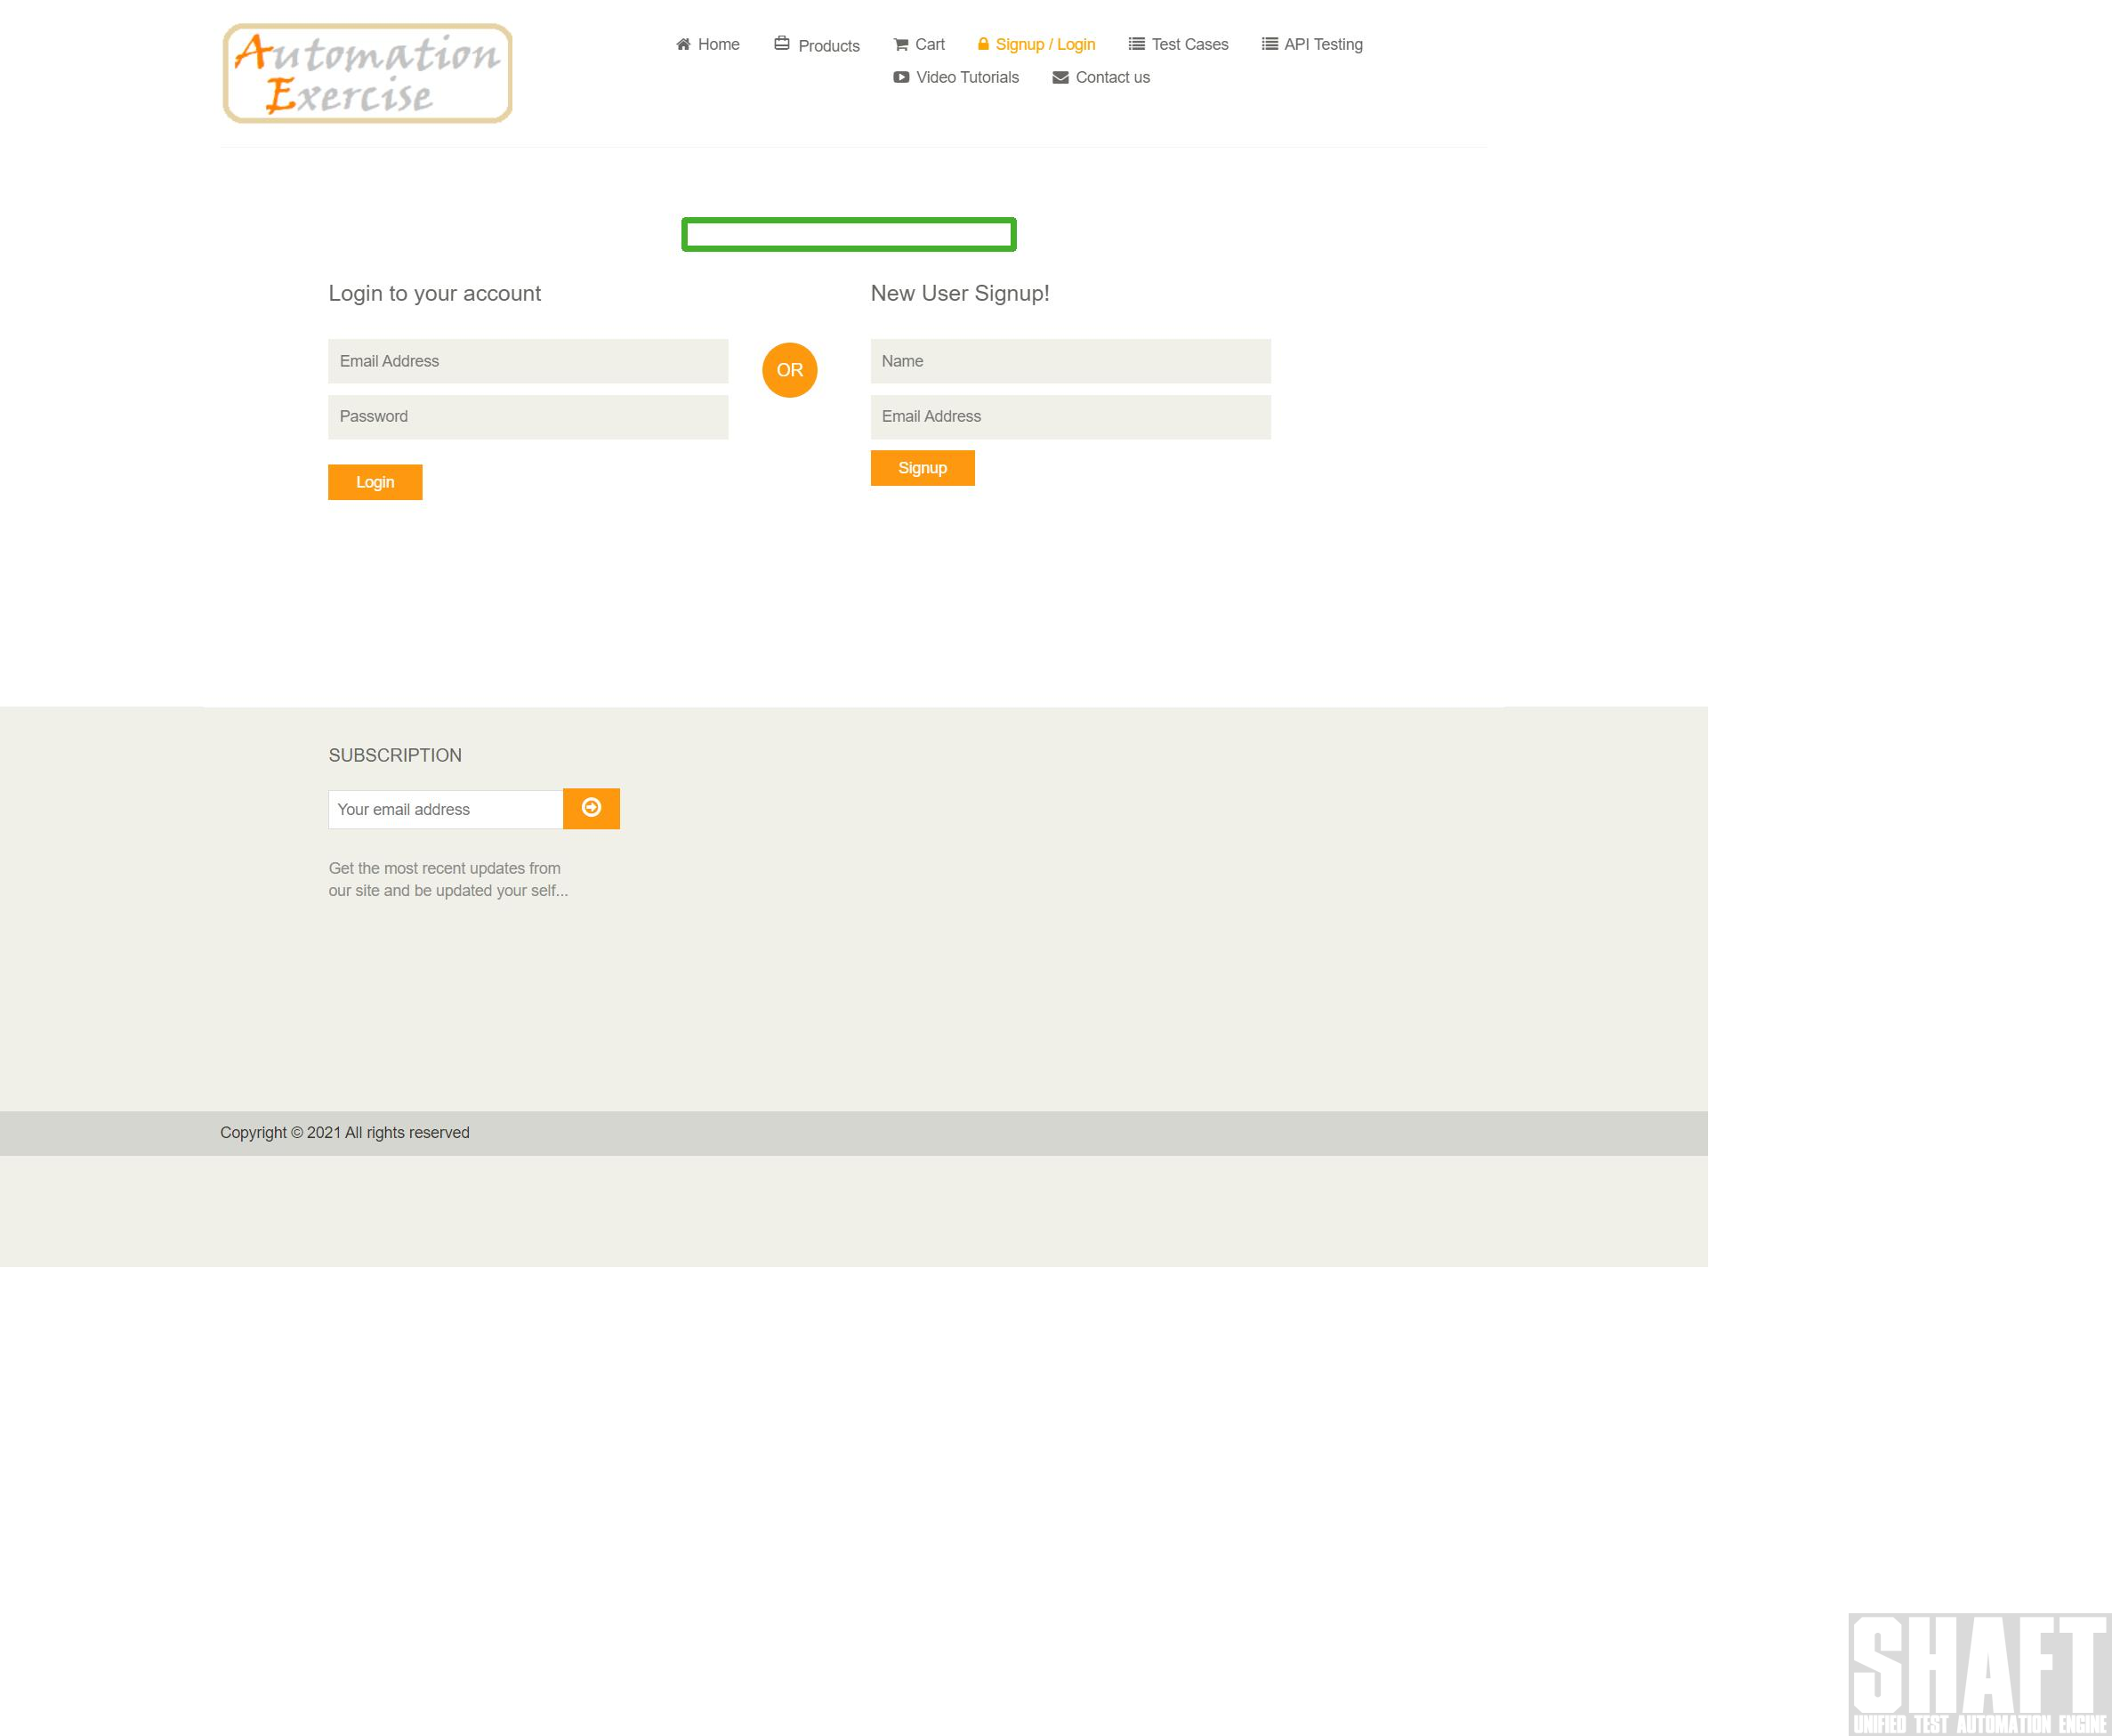 Automation
Exercise
Home
Products
Cart
Signup / Login
Test Cases
API Testing
Video Tutorials
Contact us
Login to your account
Email Address
Password
Login
OR
New User Signup!
Name
Email Address
Signup
SUBSCRIPTION
Your email address
Get the most recent updates from
our site and be updated your self...
Copyright © 2021 All rights reserved
SHAFT
UNIFIED TEST AUTOMATION ENGINE